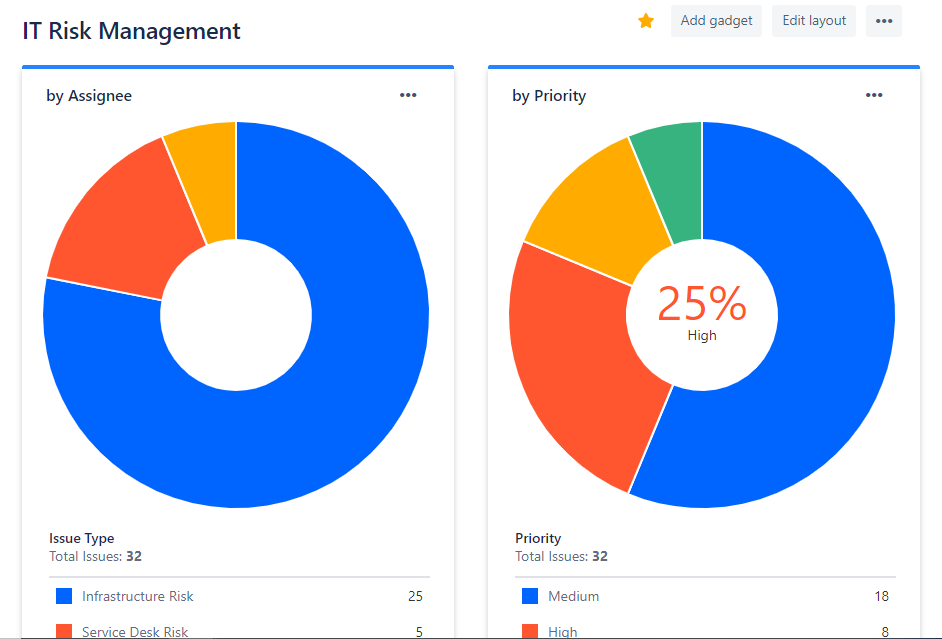 IT Risk Management
Add gadget
Edit layout
by Assignee
by Priority
25%
High
Issue Type
Total Issues: 32
Infrastructure Risk 25
Service Desk Risk 5
Priority
Total Issues: 32
Medium 18
High 8